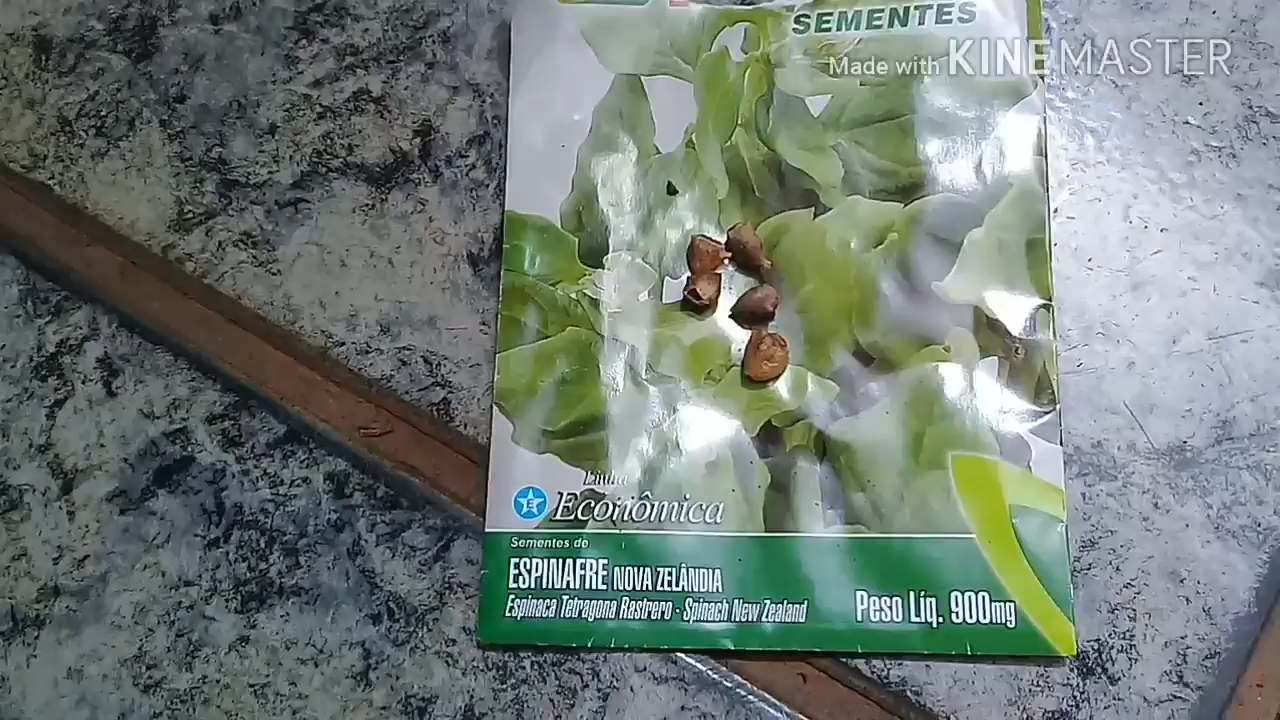 SEMENTES
Made with KINEMASTER
Linha
Econômica
E
Sementes de
ESPINAFRE NOVA ZELÂNDIA
Espinaca Tetragona Rastrero - Spinach New Zealand
Peso Líq. 900mg